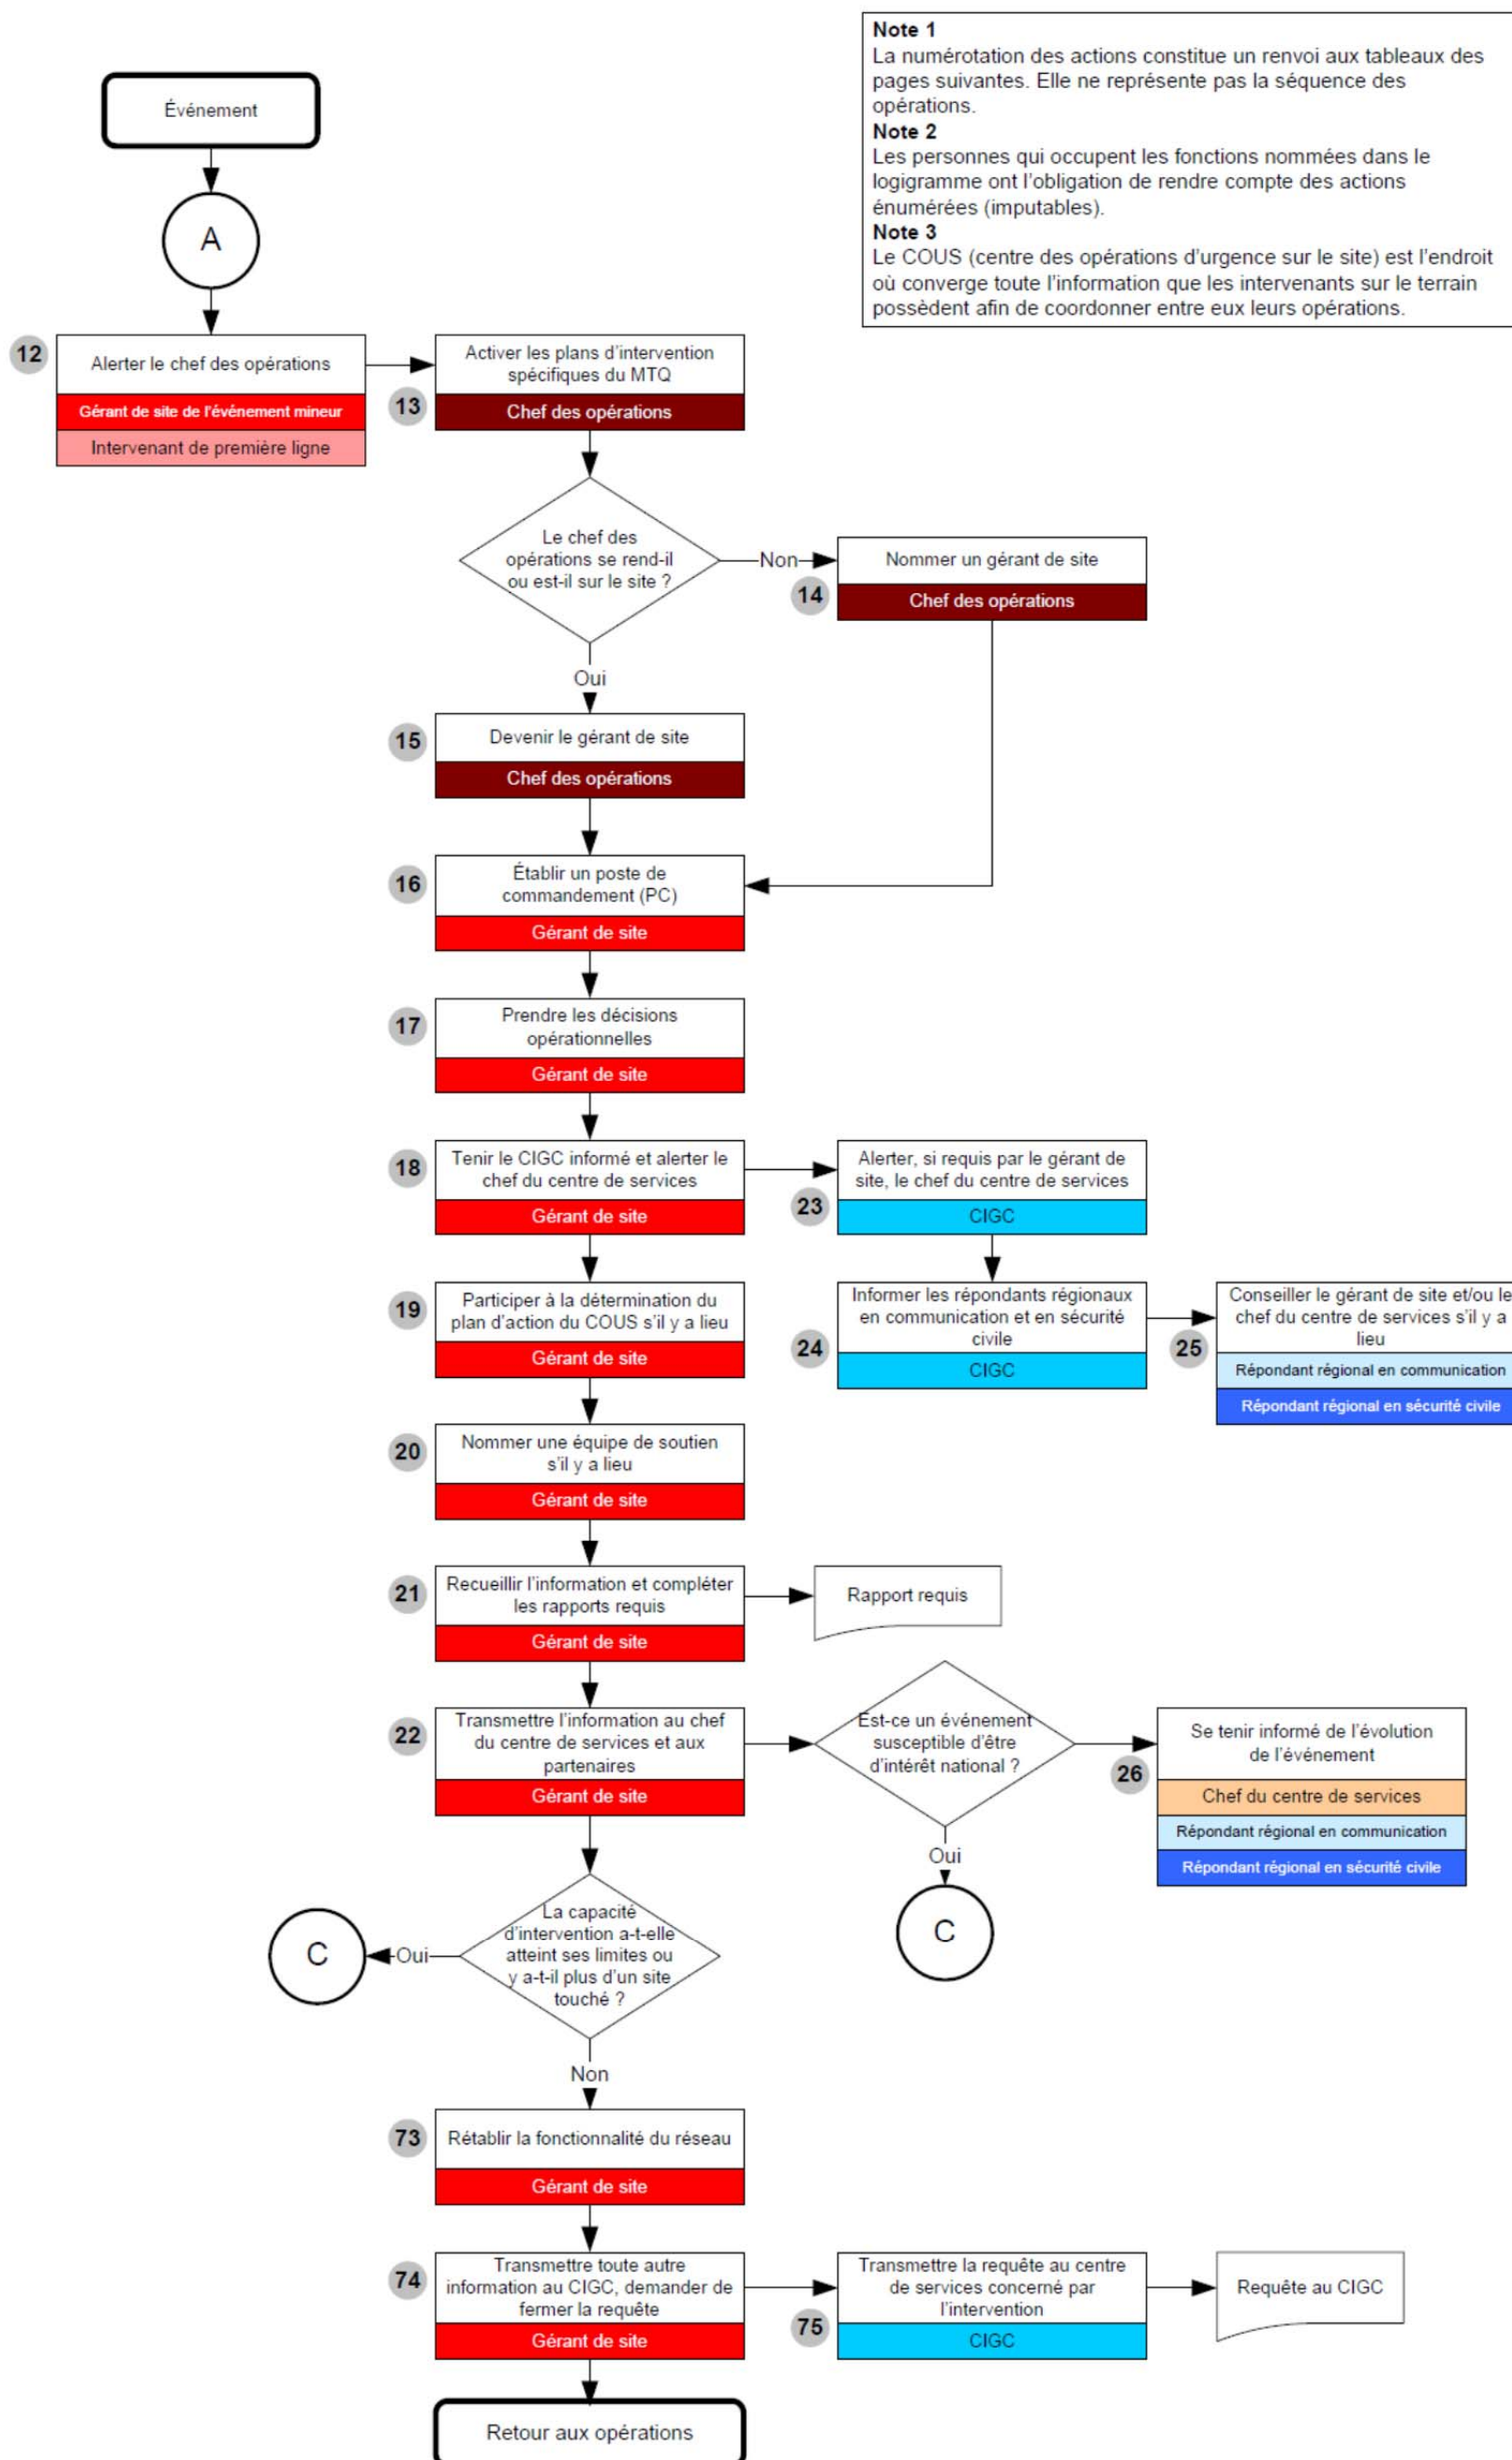 Note 1
La numérotation des actions constitue un renvoi aux tableaux des
pages suivantes. Elle ne représente pas la séquence des
opérations.
Note 2
Les personnes qui occupent les fonctions nommées dans le
logigramme ont l'obligation de rendre compte des actions
énumérées (imputables).
Note 3
Le COUS (centre des opérations d'urgence sur le site) est l'endroit
où converge toute l'information que les intervenants sur le terrain
possèdent afin de coordonner entre eux leurs opérations.
Événement
A
12
Alerter le chef des opérations
Gérant de site de l'événement mineur
Intervenant de première ligne
13
Activer les plans d'intervention
spécifiques du MTQ
Chef des opérations
Le chef des
opérations se rend-il
ou est-il sur le site ?
Non
14
Nommer un gérant de site
Chef des opérations
Oui
15
Devenir le gérant de site
Chef des opérations
16
Établir un poste de
commandement (PC)
Gérant de site
17
Prendre les décisions
opérationnelles
Gérant de site
18
Tenir le CIGC informé et alerter le
chef du centre de services
Gérant de site
23
Alerter, si requis par le gérant de
site, le chef du centre de services
CIGC
19
Participer à la détermination du
plan d'action du COUS s'il y a lieu
Gérant de site
24
Informer les répondants régionaux
en communication et en sécurité
civile
CIGC
25
Conseiller le gérant de site et/ou le
chef du centre de services s'il y a
lieu
Répondant régional en communication
Répondant régional en sécurité civile
20
Nommer une équipe de soutien
s'il y a lieu
Gérant de site
21
Recueillir l'information et compléter
les rapports requis
Gérant de site
Rapport requis
22
Transmettre l'information au chef
du centre de services et aux
partenaires
Gérant de site
Est-ce un événement
susceptible d'être
d'intérêt national ?
26
Se tenir informé de l'évolution
de l'événement
Chef du centre de services
Répondant régional en communication
Répondant régional en sécurité civile
Oui
C
La capacité
d'intervention a-t-elle
atteint ses limites ou
y a-t-il plus d'un site
touché ?
Oui
C
Non
73
Rétablir la fonctionnalité du réseau
Gérant de site
74
Transmettre toute autre
information au CIGC, demander de
fermer la requête
Gérant de site
75
Transmettre la requête au centre
de services concerné par
l'intervention
CIGC
Requête au CIGC
Retour aux opérations